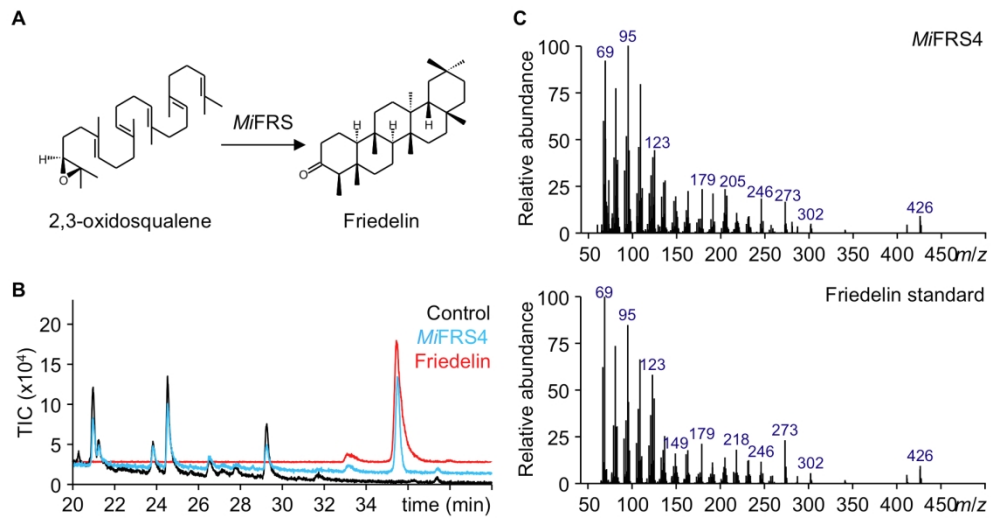 A
H
O
2,3-oxidosqualene
MiFRS
H
H
H
O
Friedelin
B
Control
MiFRS4
Friedelin
TIC (x10⁴)
20
15
10
5
0
20 22 24 26 28 30 32 34 time (min)
C
MiFRS4
Relative abundance
100
75
50
25
0
69
95
123
179
205
246
273
302
426
50 100 150 200 250 300 350 400 450 m/z
Friedelin standard
Relative abundance
100
75
50
25
0
69
95
123
149
179
218
246
273
302
426
50 100 150 200 250 300 350 400 450 m/z